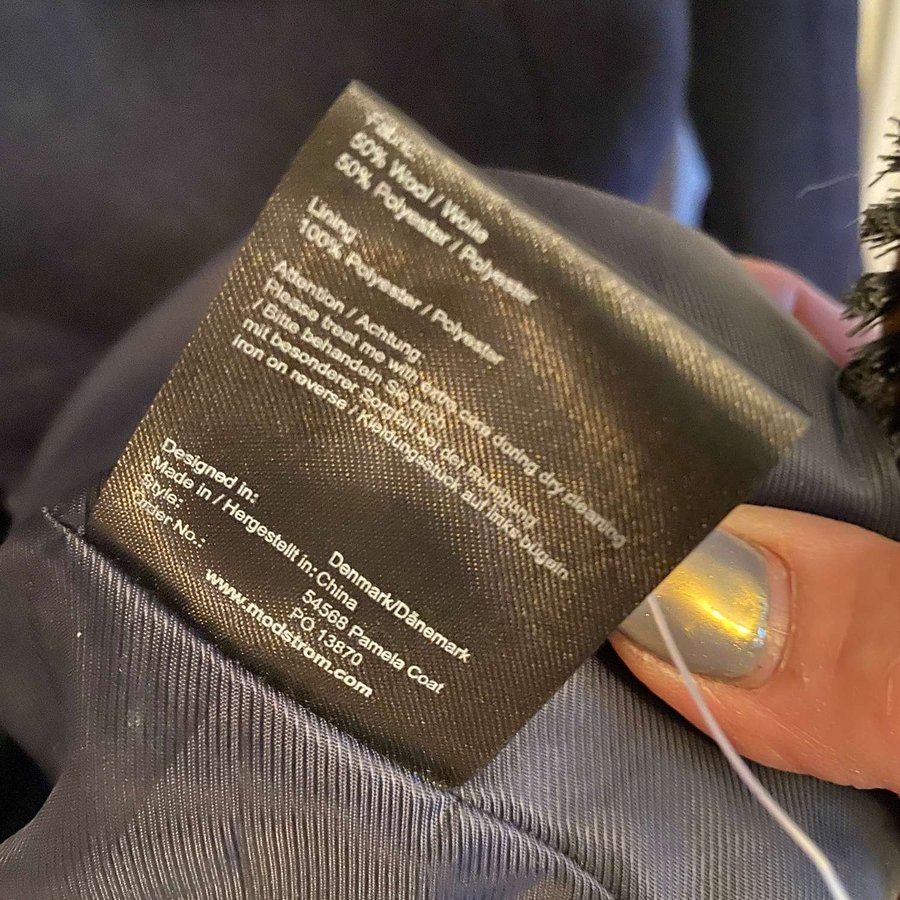 Fabric:
50% Wool / Wolle
50% Polyester / Polyester
Lining:
100% Polyester / Polyester
Attention / Achtung:
Please treat me with extra care during dry cleaning
/ Bitte behandeln Sie mich
mit besonderer Sorgfalt bei der Reinigung
Iron on reverse / Kleidungsstück auf links bügeln
Designed in: Denmark/Dänemark
Made in / Hergestellt in: China
Style: 54568 Pamela Coat
Order No.: PO 13870
www.modstrom.com